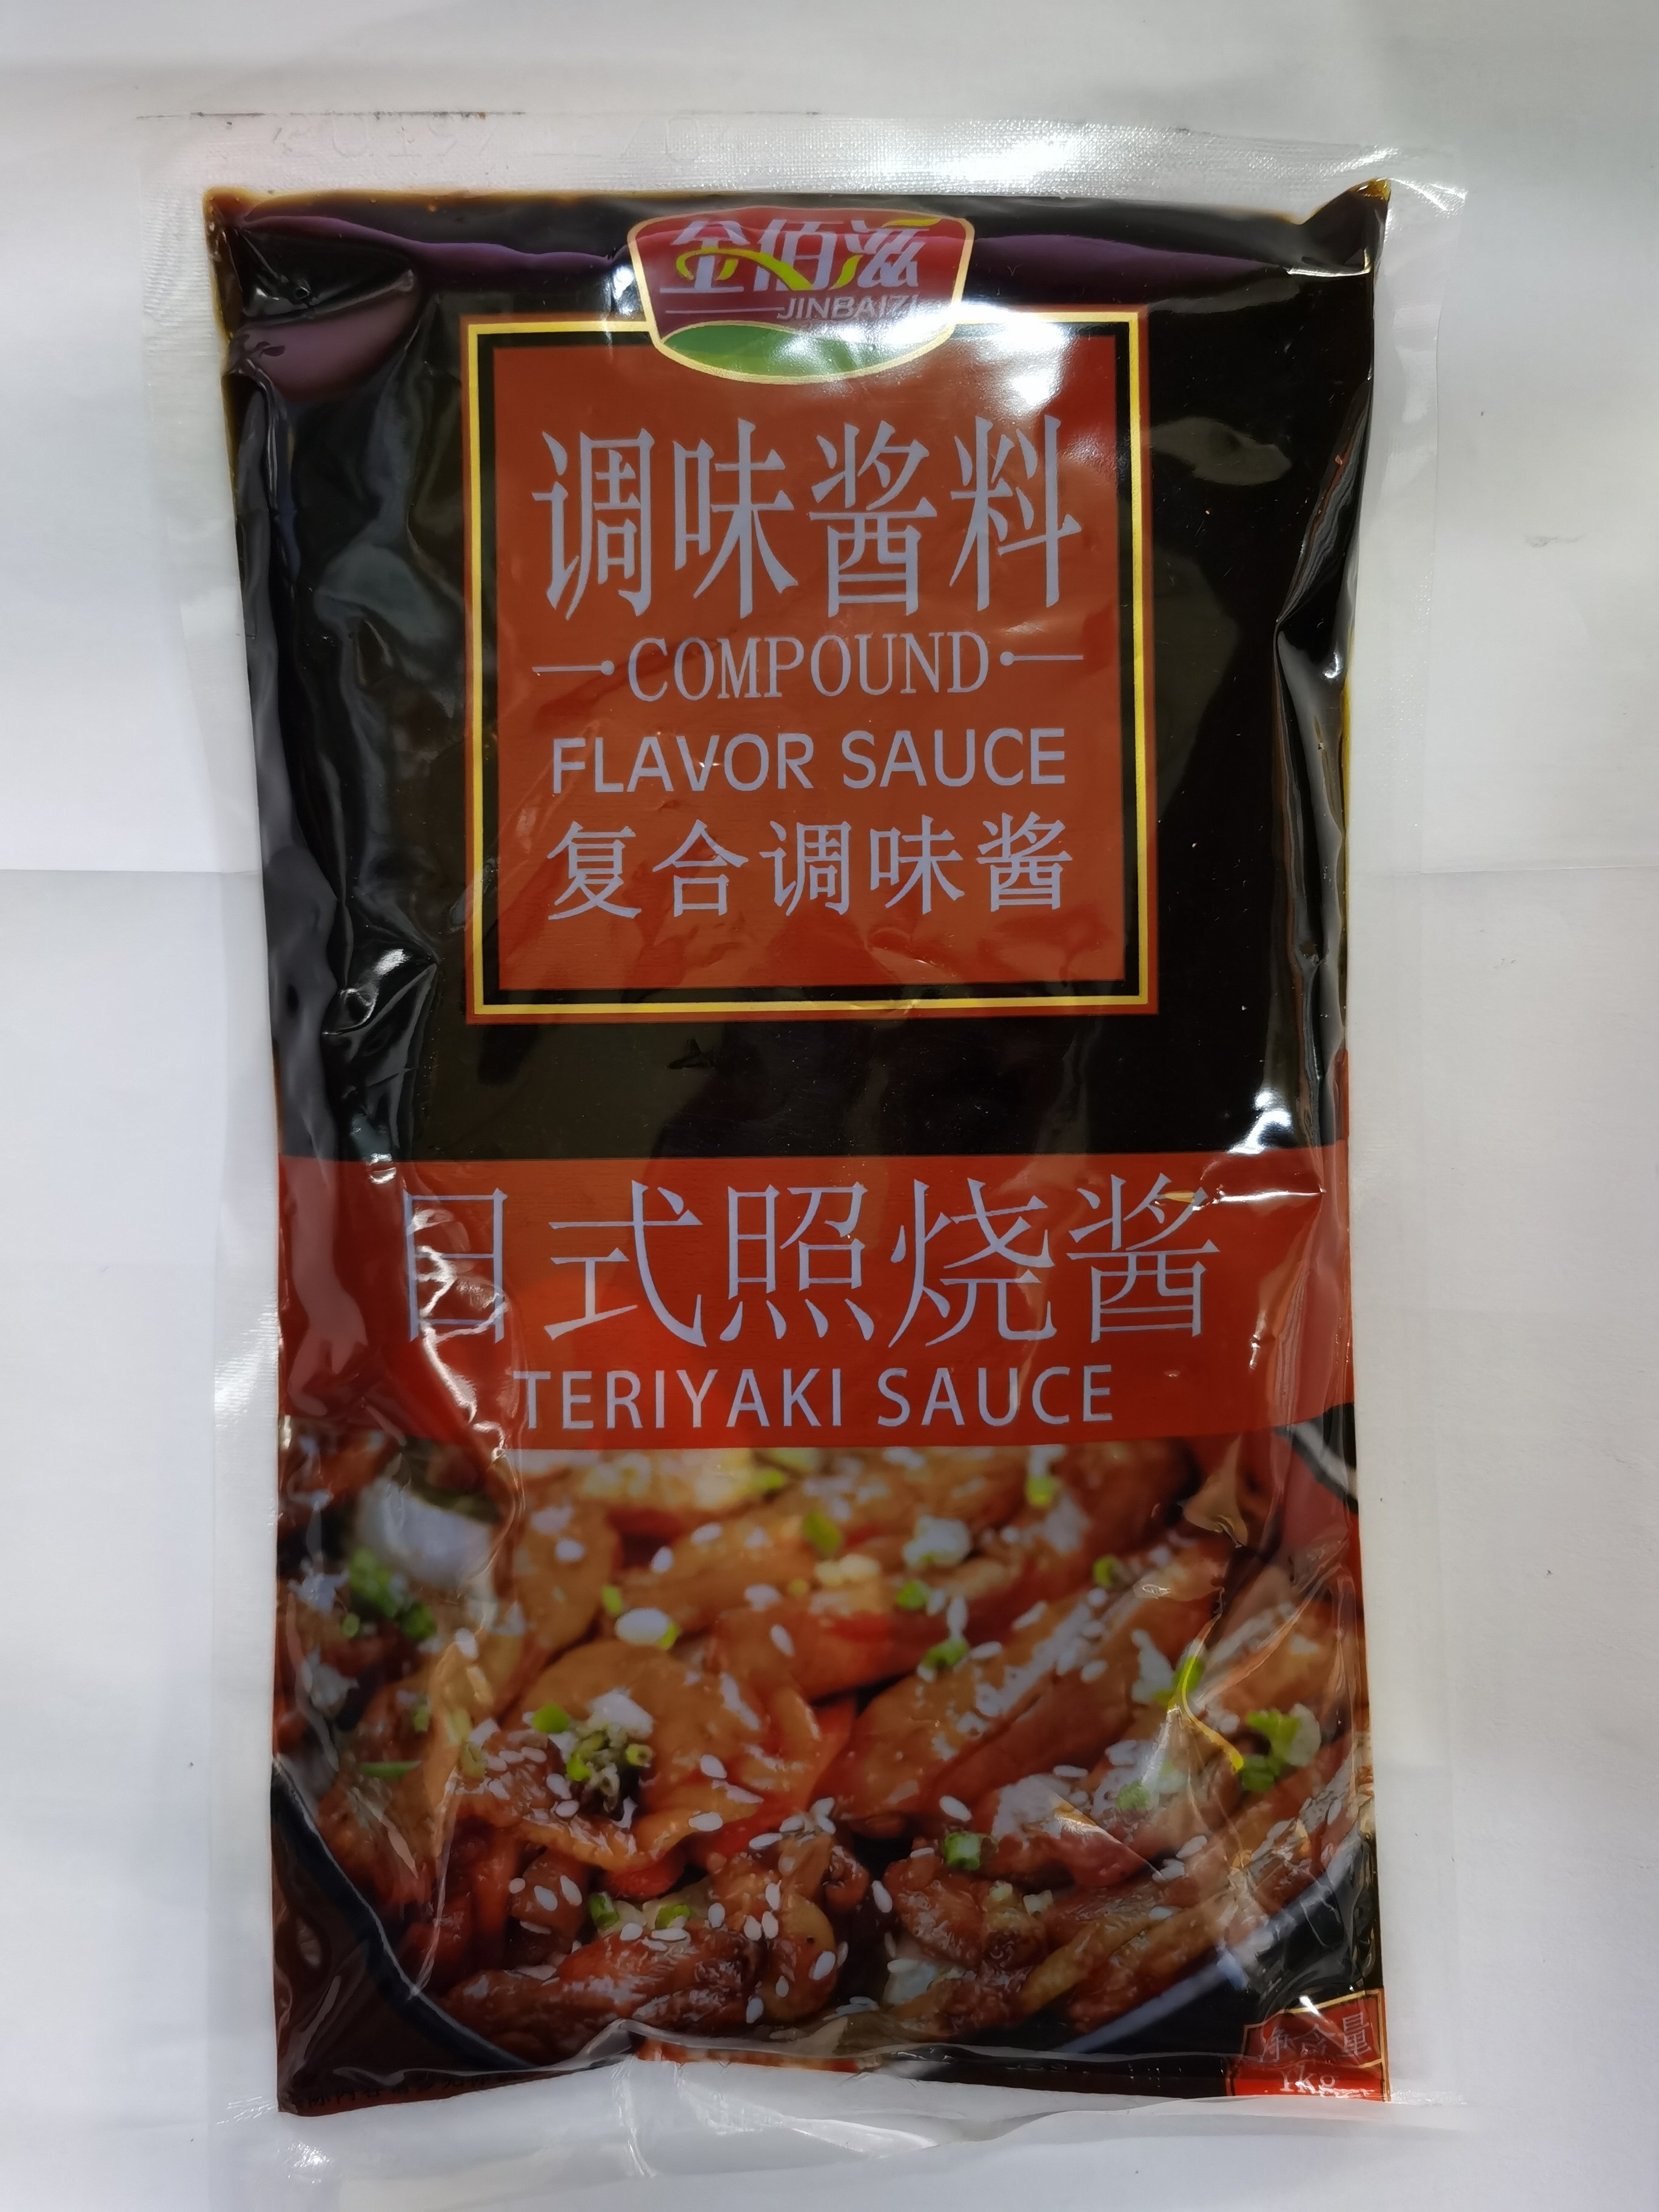 金佰滋
JINBAIZI
调味酱料
COMPOUND
FLAVOR SAUCE
复合调味酱
日式照烧酱
TERIYAKI SAUCE
净含量
1kg